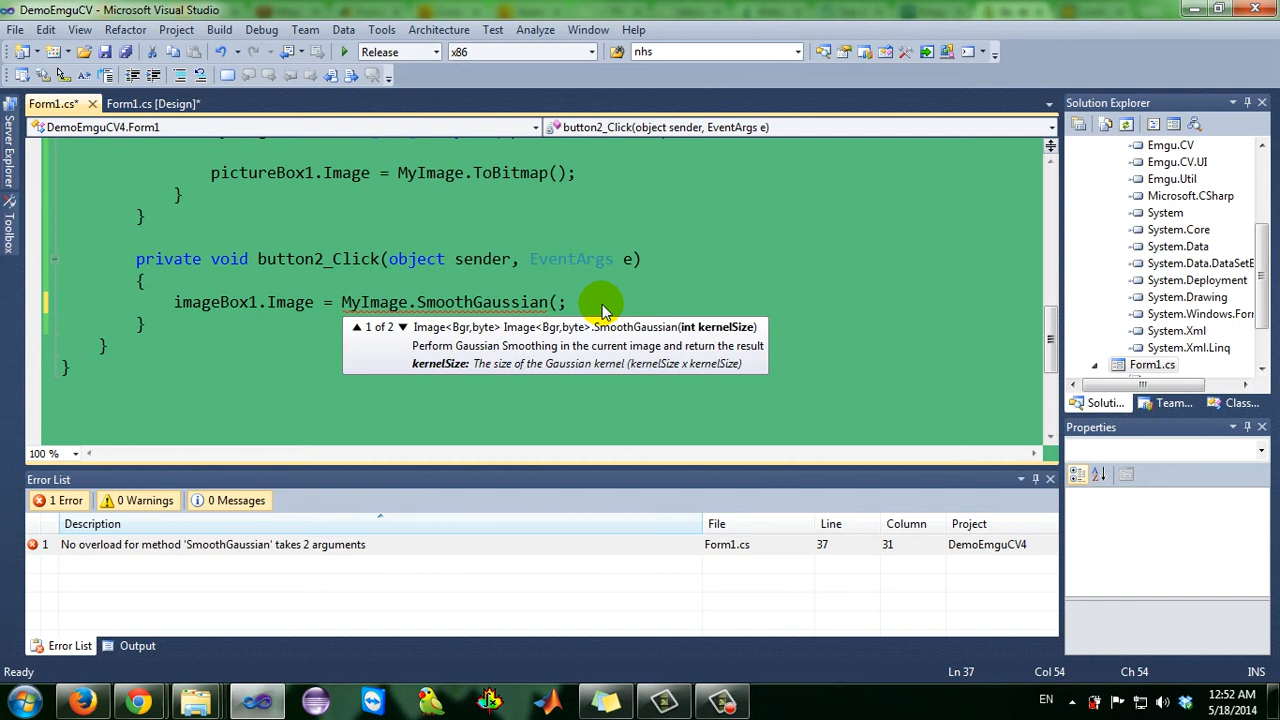 DemoEmguCV - Microsoft Visual Studio
File Edit View Refactor Project Build Debug Team Data Tools Architecture Test Analyze Window Help
Release x86 nhs
Form1.cs* Form1.cs [Design]*
DemoEmguCV4.Form1 button2_Click(object sender, EventArgs e)
pictureBox1.Image = MyImage.ToBitmap();
}
}
private void button2_Click(object sender, EventArgs e)
{
imageBox1.Image = MyImage.SmoothGaussian(;
}
}
}
1 of 2 Image<Bgr,byte> Image<Bgr,byte>.SmoothGaussian(int kernelSize)
Perform Gaussian Smoothing in the current image and return the result
kernelSize: The size of the Gaussian kernel (kernelSize x kernelSize)
100 %
Server Explorer
Toolbox
Solution Explorer
Emgu.CV
Emgu.CV.UI
Emgu.Util
Microsoft.CSharp
System
System.Core
System.Data
System.Data.DataSetE
System.Deployment
System.Drawing
System.Windows.Form
System.Xml
System.Xml.Linq
Form1.cs
Soluti... Team... Class...
Properties
Error List
1 Error 0 Warnings 0 Messages
Description File Line Column Project
1 No overload for method 'SmoothGaussian' takes 2 arguments Form1.cs 37 31 DemoEmguCV4
Error List Output
Ready Ln 37 Col 54 Ch 54 INS
EN 12:52 AM
5/18/2014